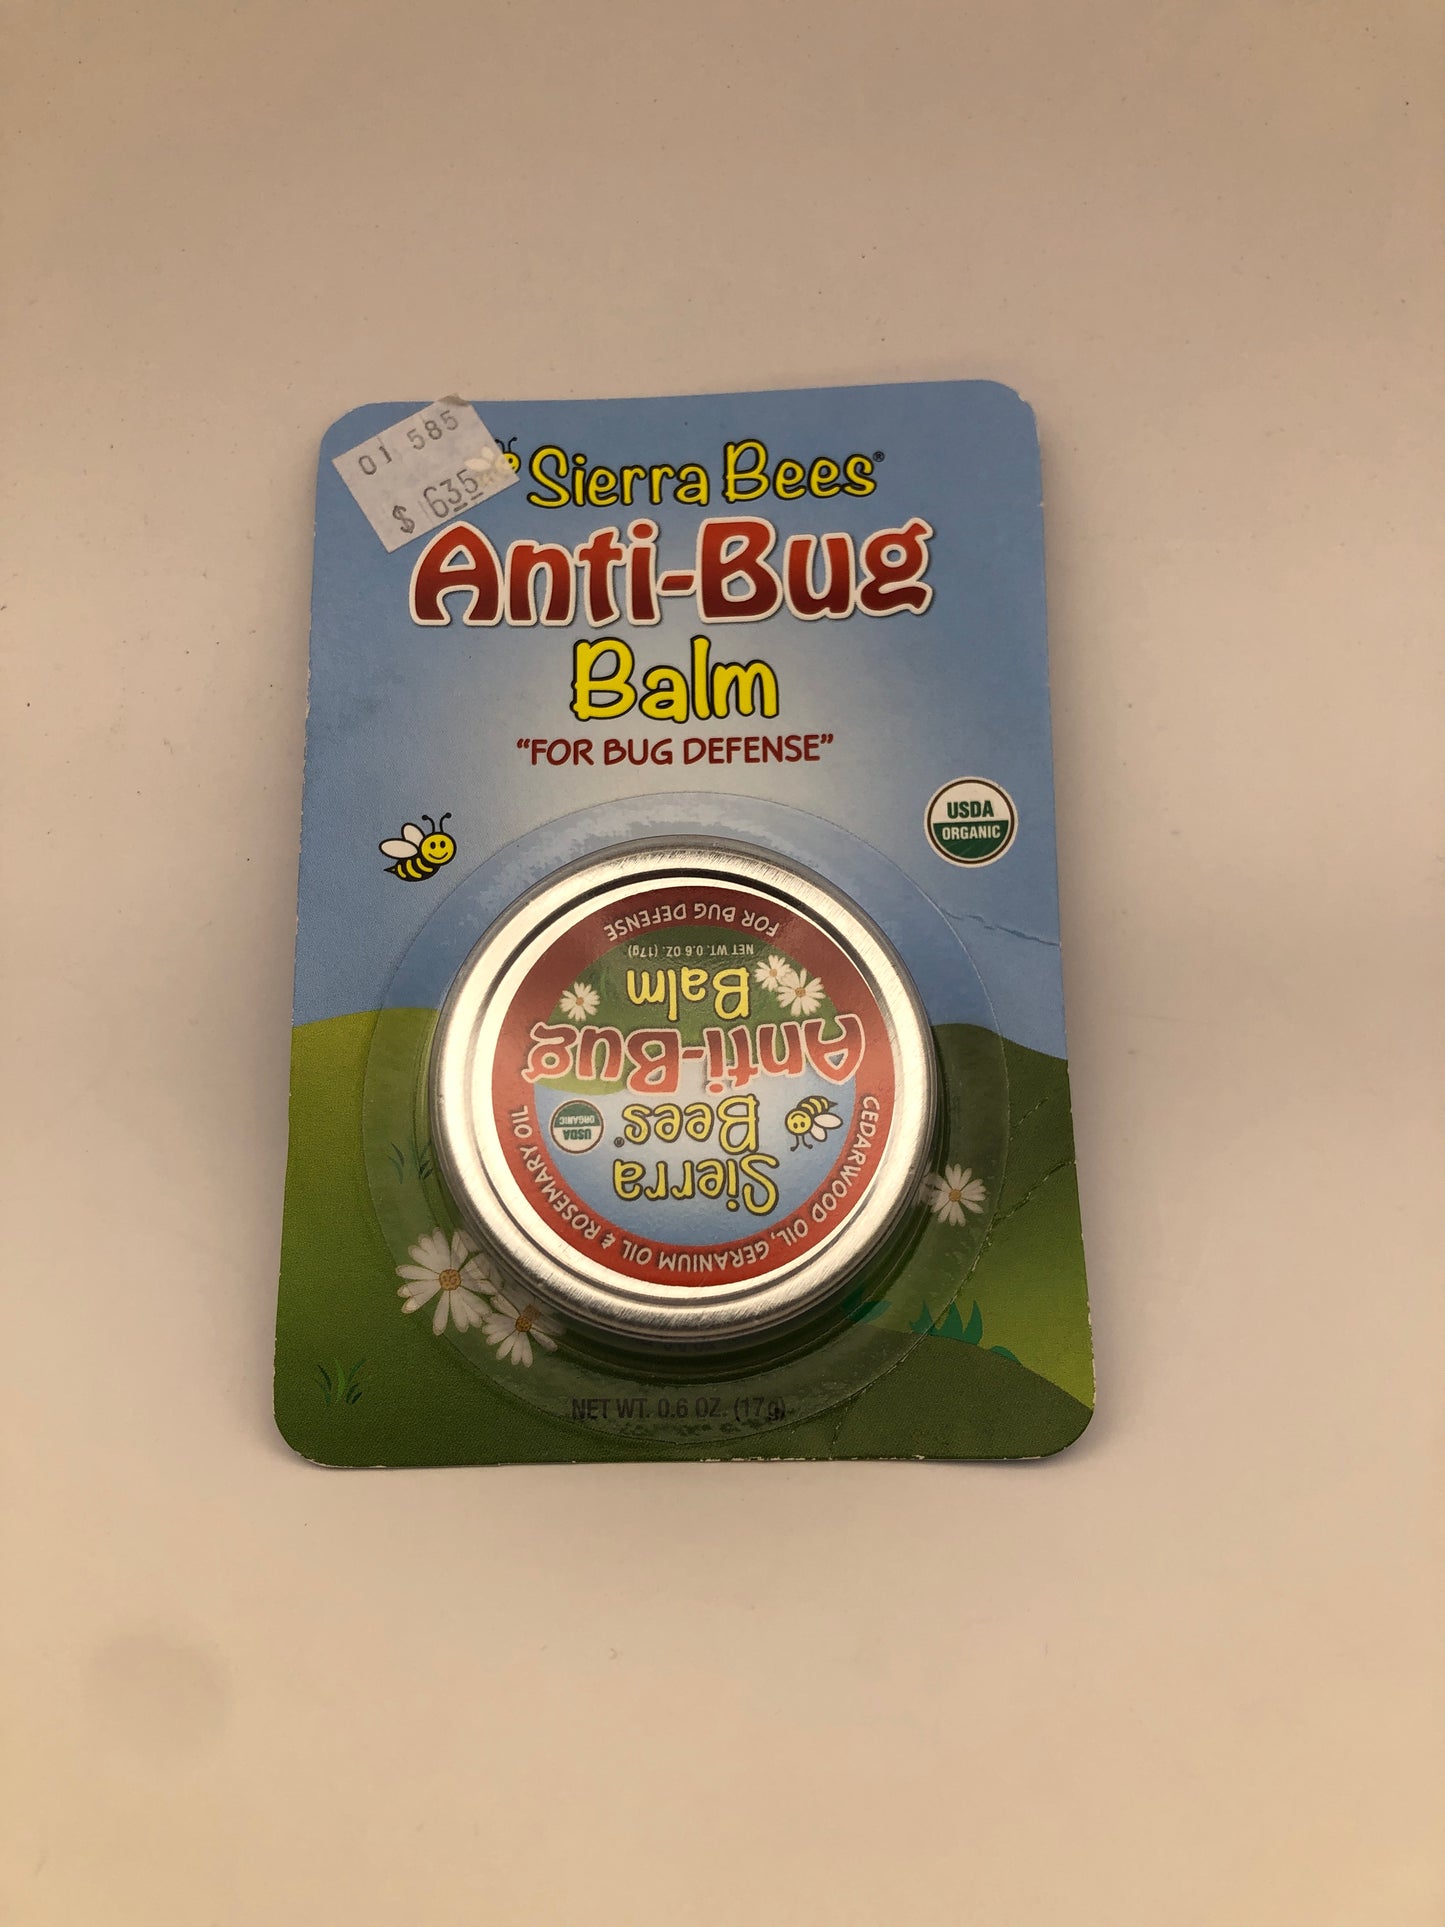 01 585
$ 6.35
Sierra Bees®
Anti-Bug
Balm
“FOR BUG DEFENSE”
USDA
ORGANIC
CEDARWOOD OIL, GERANIUM OIL & ROSEMARY OIL
Sierra
Bees®
USDA
ORGANIC
Anti-Bug
Balm
NET WT. 0.6 OZ. (17g)
FOR BUG DEFENSE
NET WT. 0.6 OZ. (17g)